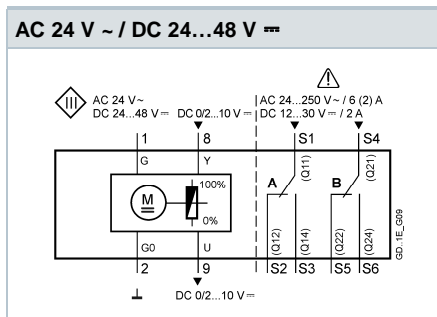 AC 24 V ~ / DC 24...48 V ⎓
III
AC 24 V ~
DC 24...48 V ⎓
DC 0/2...10 V ⎓
AC 24...250 V ~ / 6 (2) A
DC 12...30 V ⎓ / 2 A
1
8
S1
S4
G
Y
(Q11)
(Q21)
100%
A
B
M
0%
(Q12)
(Q14)
(Q22)
(Q24)
G0
U
GD..1E_G09
2
9
S2
S3
S5
S6
DC 0/2...10 V ⎓